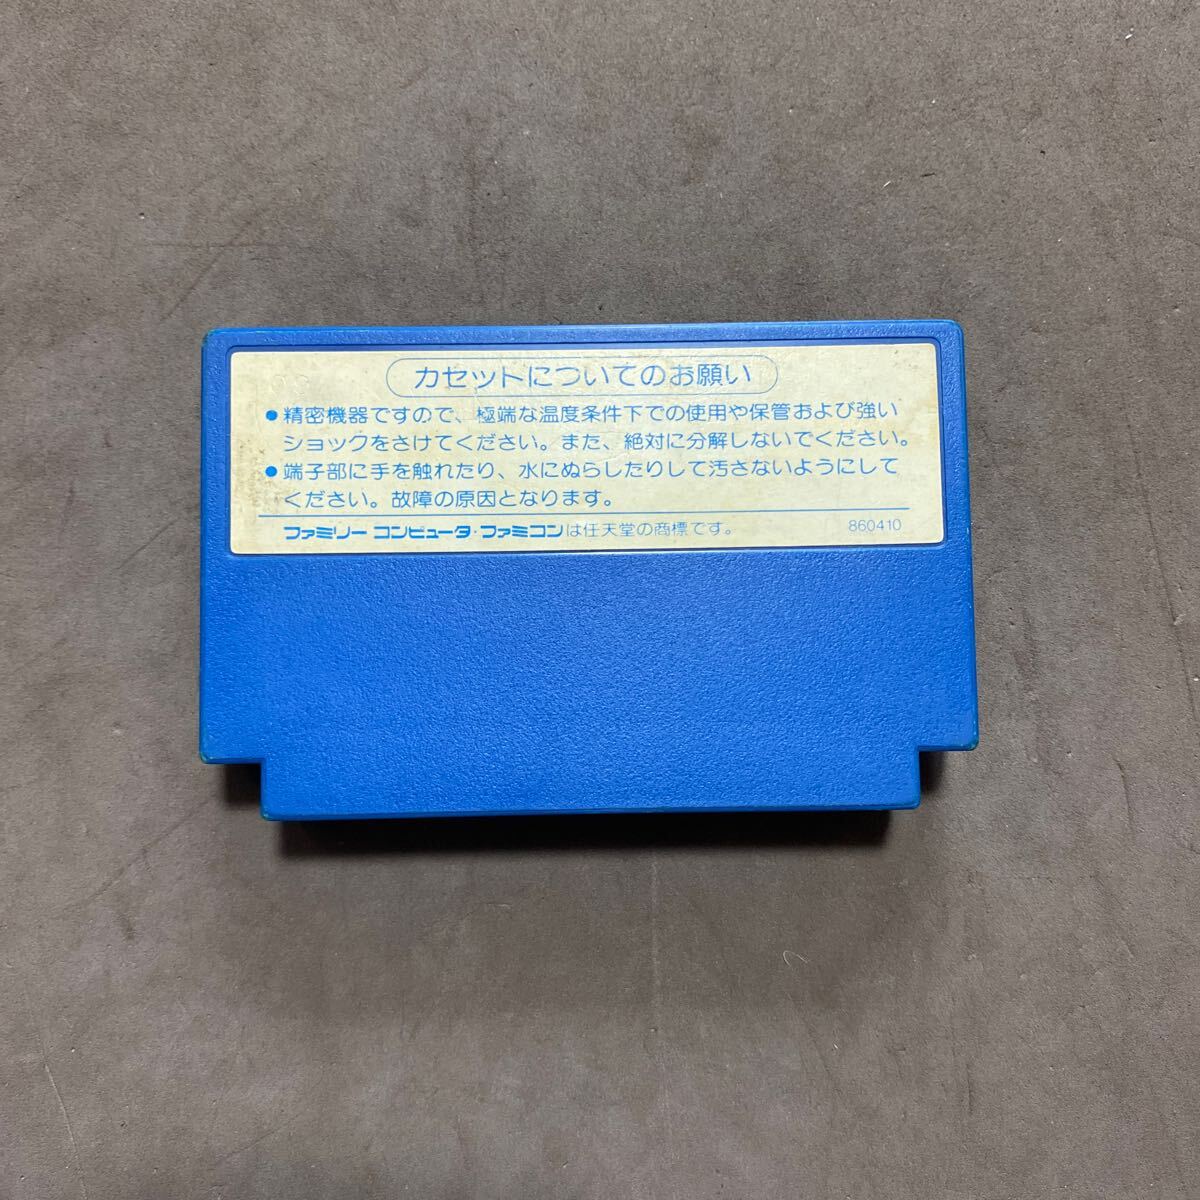 カセットについてのお願い
●精密機器ですので、極端な温度条件下での使用や保管および強い
ショックをさけてください。また、絶対に分解しないでください。
●端子部に手を触れたり、水にぬらしたりして汚さないようにして
ください。故障の原因となります。
ファミリー コンピュータ・ファミコンは任天堂の商標です。 860410